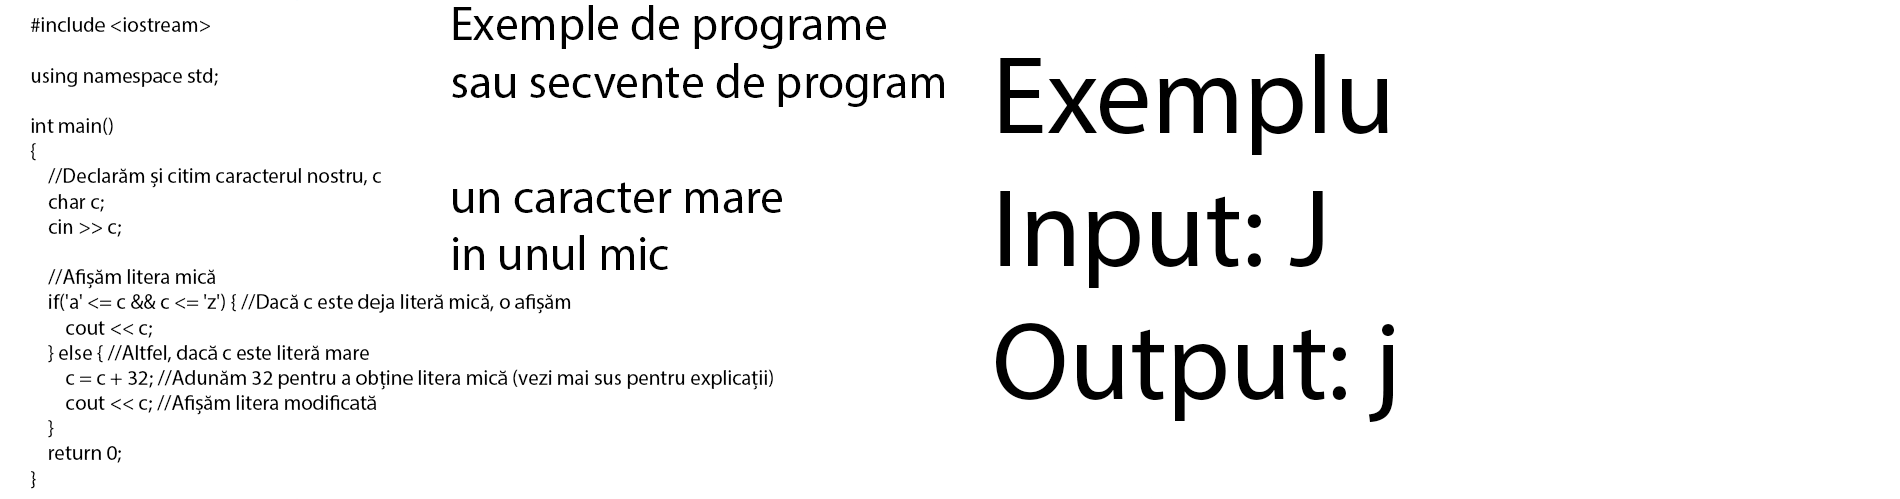 #include <iostream>
using namespace std;
int main()
{
//Declarăm și citim caracterul nostru, c
char c;
cin >> c;
//Afișăm litera mică
if('a' <= c && c <= 'z') { //Dacă c este deja literă mică, o afișăm
cout << c;
} else { //Altfel, dacă c este literă mare
c = c + 32; //Adunăm 32 pentru a obține litera mică (vezi mai sus pentru explicații)
cout << c; //Afișăm litera modificată
}
return 0;
}
Exemple de programe
sau secvente de program
un caracter mare
in unul mic
Exemplu
Input: J
Output: j